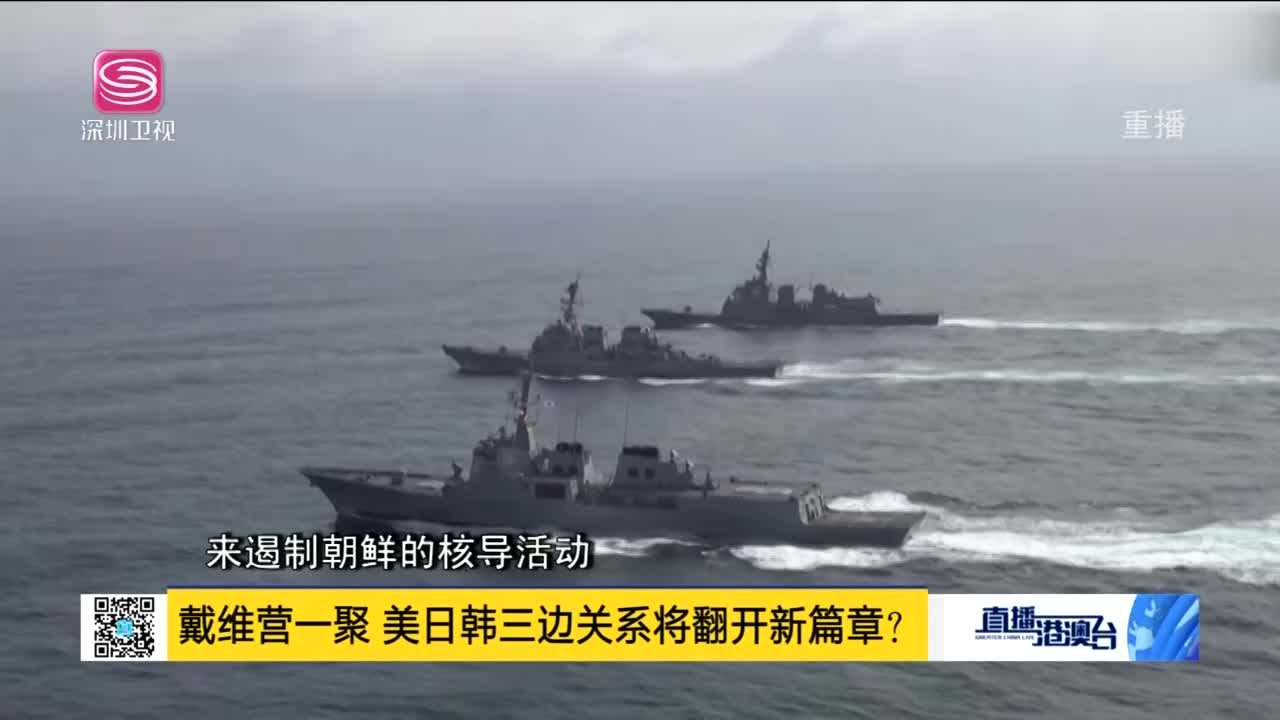 深圳卫视
重播
来遏制朝鲜的核导活动
戴维营一聚 美日韩三边关系将翻开新篇章?
直播
港澳台
GREATER CHINA LIVE